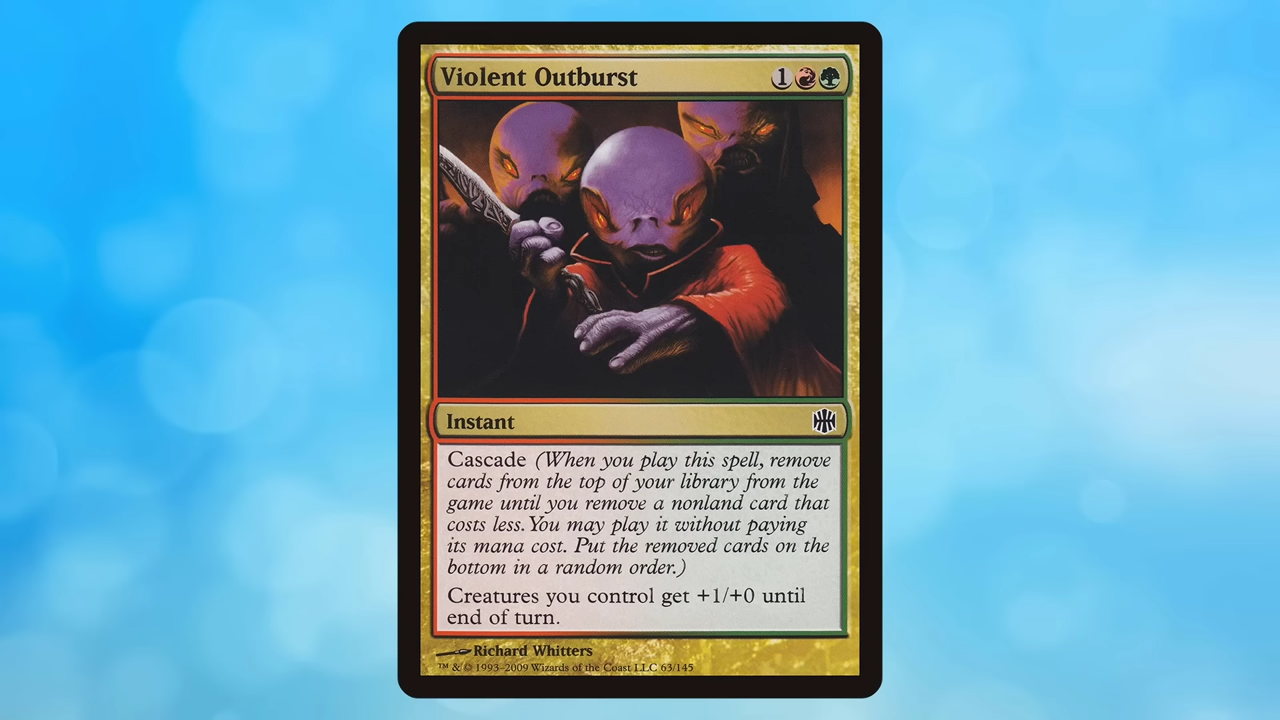 Violent Outburst 1
Instant
Cascade (When you play this spell, remove
cards from the top of your library from the
game until you remove a nonland card that
costs less. You may play it without paying
its mana cost. Put the removed cards on the
bottom in a random order.)
Creatures you control get +1/+0 until
end of turn.
Richard Whitters
™ & © 1993–2009 Wizards of the Coast LLC 63/145